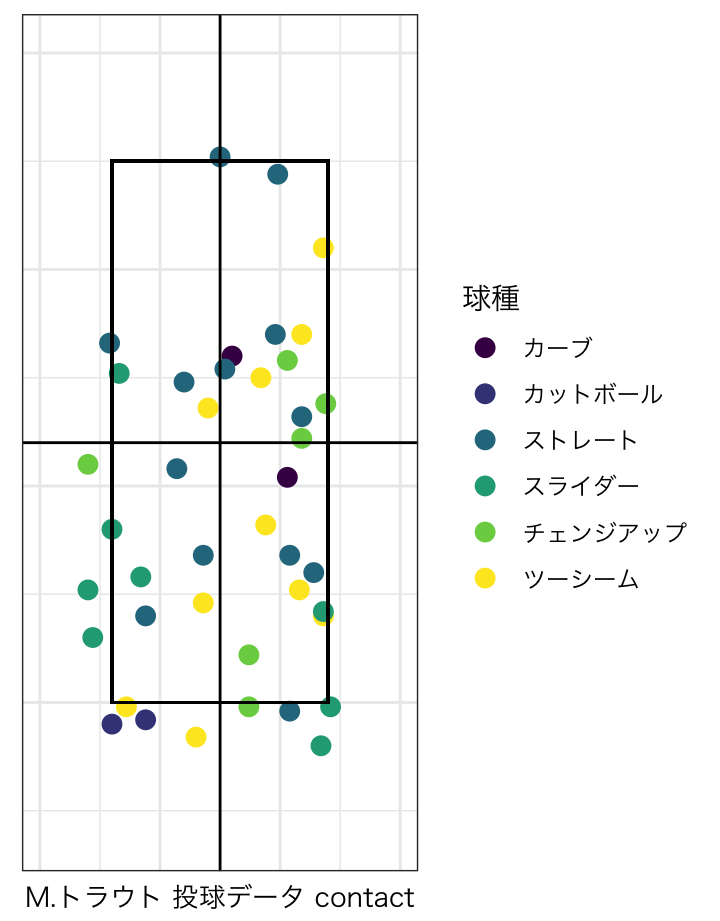 球種
カーブ
カットボール
ストレート
スライダー
チェンジアップ
ツーシーム
M.トラウト 投球データ contact